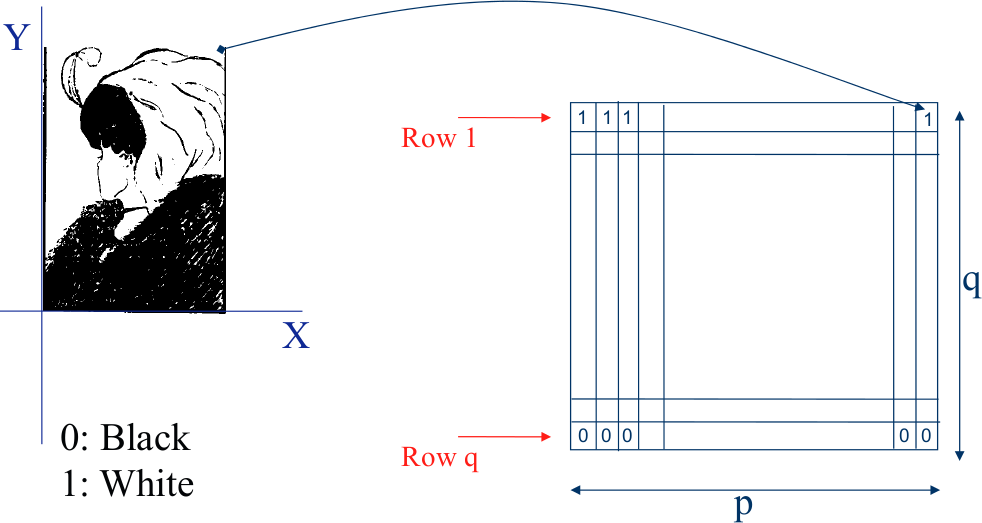 Y
X
0: Black
1: White
Row 1
1 1 1 1
q
Row q
0 0 0 0 0
p